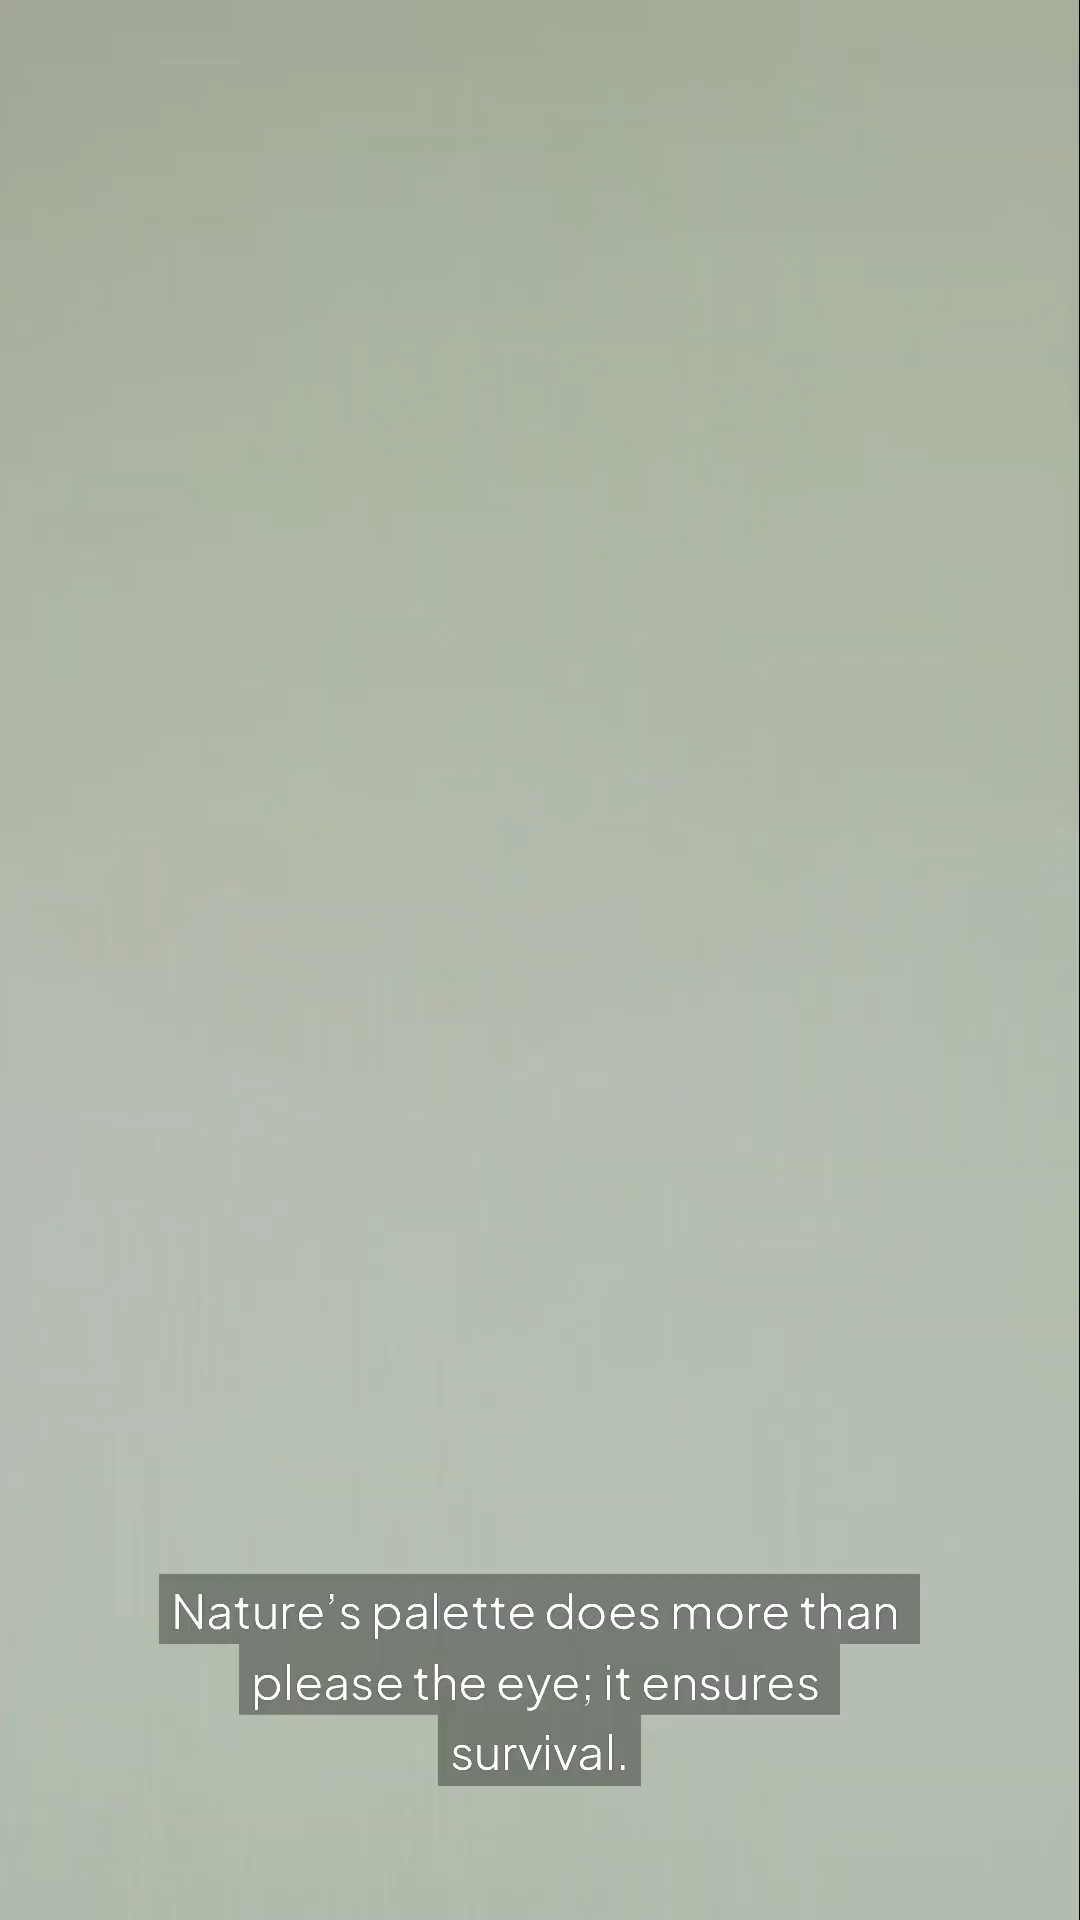 Nature’s palette does more than
please the eye; it ensures
survival.